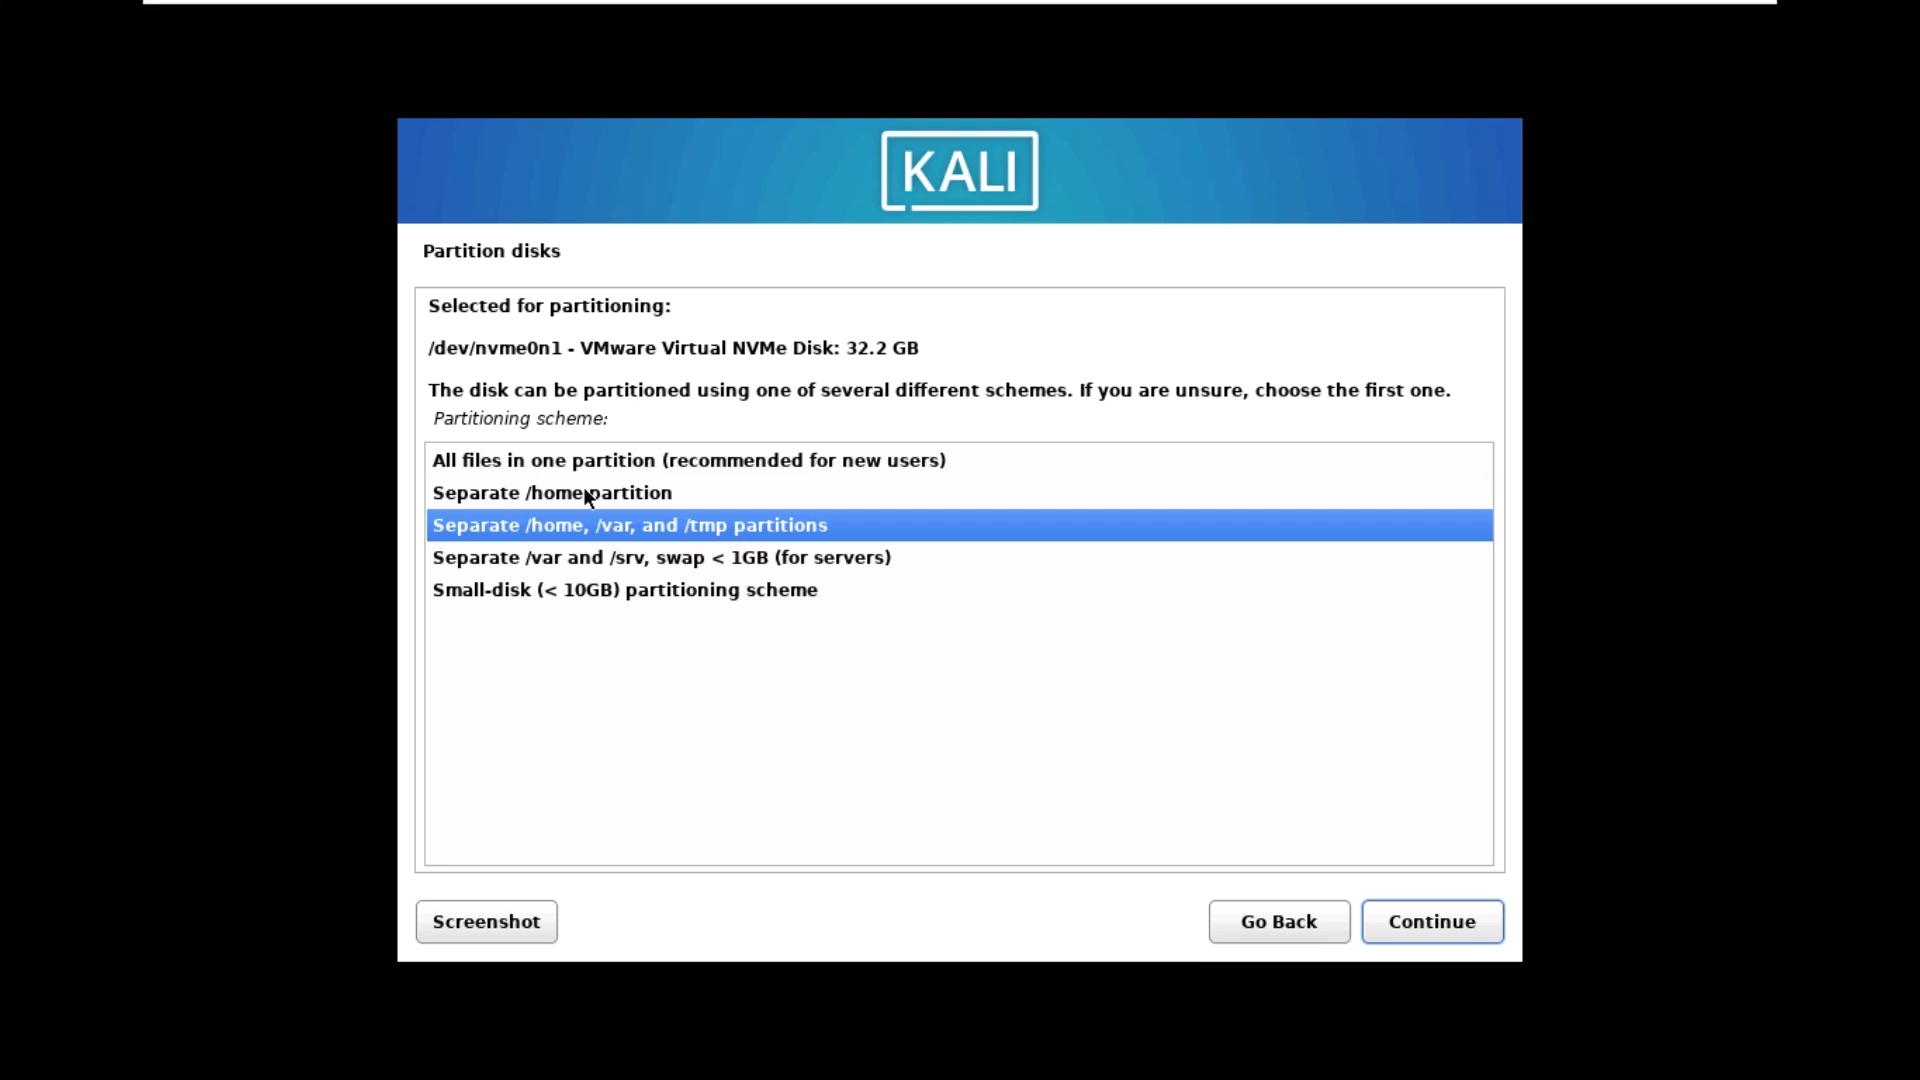 KALI
Partition disks
Selected for partitioning:
/dev/nvme0n1 - VMware Virtual NVMe Disk: 32.2 GB
The disk can be partitioned using one of several different schemes. If you are unsure, choose the first one.
Partitioning scheme:
All files in one partition (recommended for new users)
Separate /home partition
Separate /home, /var, and /tmp partitions
Separate /var and /srv, swap < 1GB (for servers)
Small-disk (< 10GB) partitioning scheme
Screenshot
Go Back
Continue